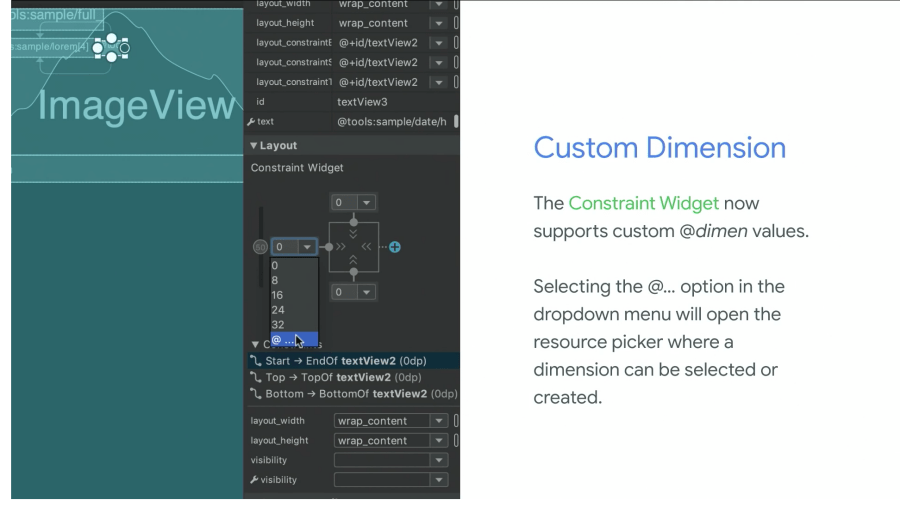 ols:sample/full
s:sample/lorem[4]
ImageView
layout_width wrap_content
layout_height wrap_content
layout_constraintE @+id/textView2
layout_constraintS @+id/textView2
layout_constraintT @+id/textView2
id textView3
text @tools:sample/date/h
Layout
Constraint Widget
0
50 0
0
8
16
24
32
@ ...
0
Start → EndOf textView2 (0dp)
Top → TopOf textView2 (0dp)
Bottom → BottomOf textView2 (0dp)
layout_width wrap_content
layout_height wrap_content
visibility
visibility
Custom Dimension
The Constraint Widget now
supports custom @dimen values.
Selecting the @... option in the
dropdown menu will open the
resource picker where a
dimension can be selected or
created.